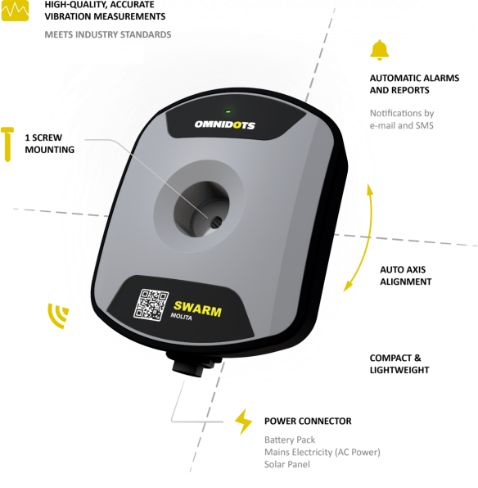 HIGH-QUALITY, ACCURATE
VIBRATION MEASUREMENTS
MEETS INDUSTRY STANDARDS
AUTOMATIC ALARMS
AND REPORTS
Notifications by
e-mail and SMS
OMNIDOTS
1 SCREW
MOUNTING
AUTO AXIS
ALIGNMENT
SWARM
MOLITA
COMPACT &
LIGHTWEIGHT
POWER CONNECTOR
Battery Pack
Mains Electricity (AC Power)
Solar Panel